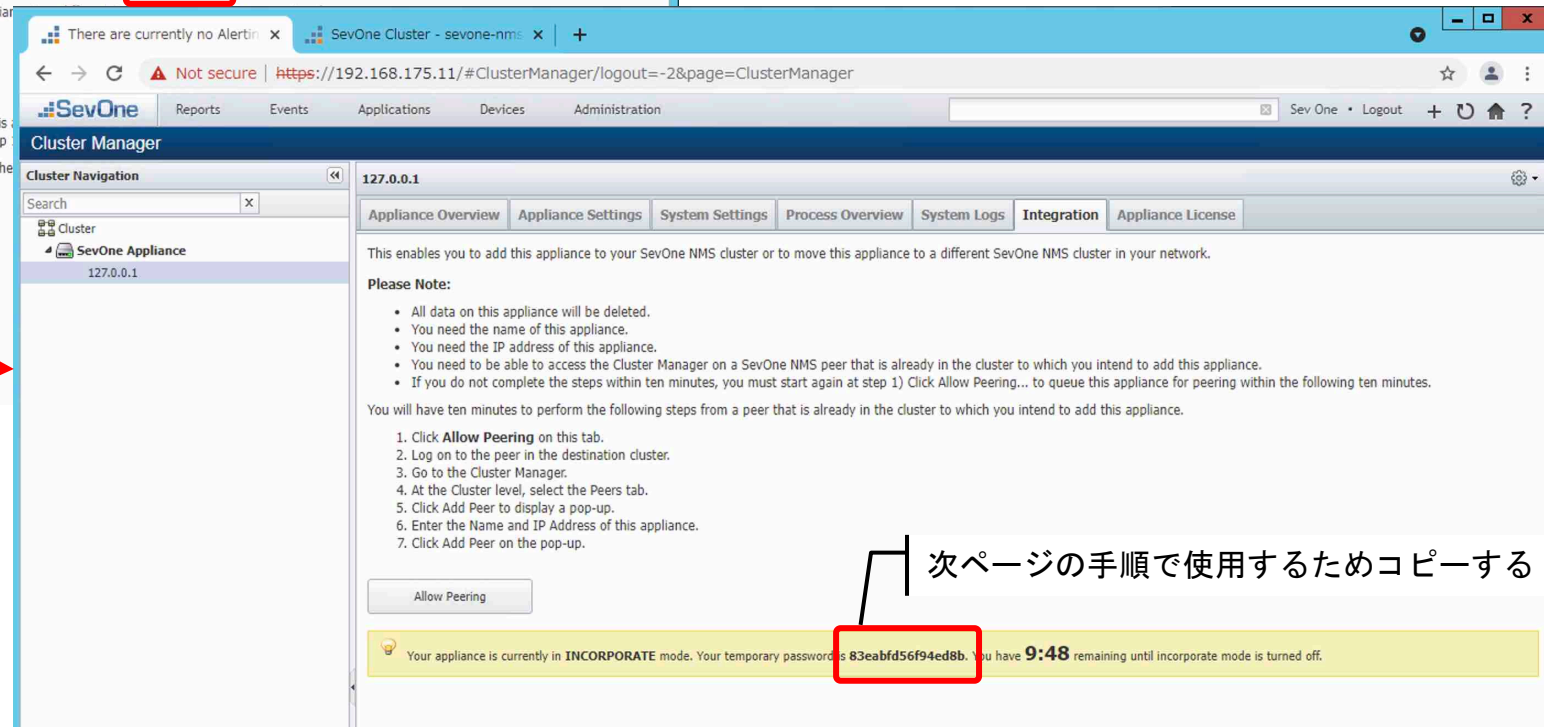 There are currently no Alertin
SevOne Cluster - sevone-nms
Not secure | https://192.168.175.11/#ClusterManager/logout=-2&page=ClusterManager
SevOne Reports Events Applications Devices Administration Sev One • Logout + ?
Cluster Manager
Cluster Navigation
Search X
Cluster
SevOne Appliance
127.0.0.1
127.0.0.1
Appliance Overview Appliance Settings System Settings Process Overview System Logs Integration Appliance License
This enables you to add this appliance to your SevOne NMS cluster or to move this appliance to a different SevOne NMS cluster in your network.
Please Note:
• All data on this appliance will be deleted.
• You need the name of this appliance.
• You need the IP address of this appliance.
• You need to be able to access the Cluster Manager on a SevOne NMS peer that is already in the cluster to which you intend to add this appliance.
• If you do not complete the steps within ten minutes, you must start again at step 1) Click Allow Peering... to queue this appliance for peering within the following ten minutes.
You will have ten minutes to perform the following steps from a peer that is already in the cluster to which you intend to add this appliance.
1. Click Allow Peering on this tab.
2. Log on to the peer in the destination cluster.
3. Go to the Cluster Manager.
4. At the Cluster level, select the Peers tab.
5. Click Add Peer to display a pop-up.
6. Enter the Name and IP Address of this appliance.
7. Click Add Peer on the pop-up.
次ページの手順で使用するためコピーする
Allow Peering
Your appliance is currently in INCORPORATE mode. Your temporary password is 83eabfd56f94ed8b. You have 9:48 remaining until incorporate mode is turned off.